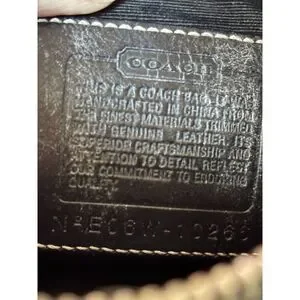 COACH
THIS IS A COACH BAG. IT WAS
HANDCRAFTED IN CHINA FROM
THE FINEST MATERIALS TRIMMED
WITH GENUINE LEATHER. ITS
SUPERIOR CRAFTSMANSHIP AND
ATTENTION TO DETAIL REFLECT
OUR COMMITMENT TO ENDURING
QUALITY.